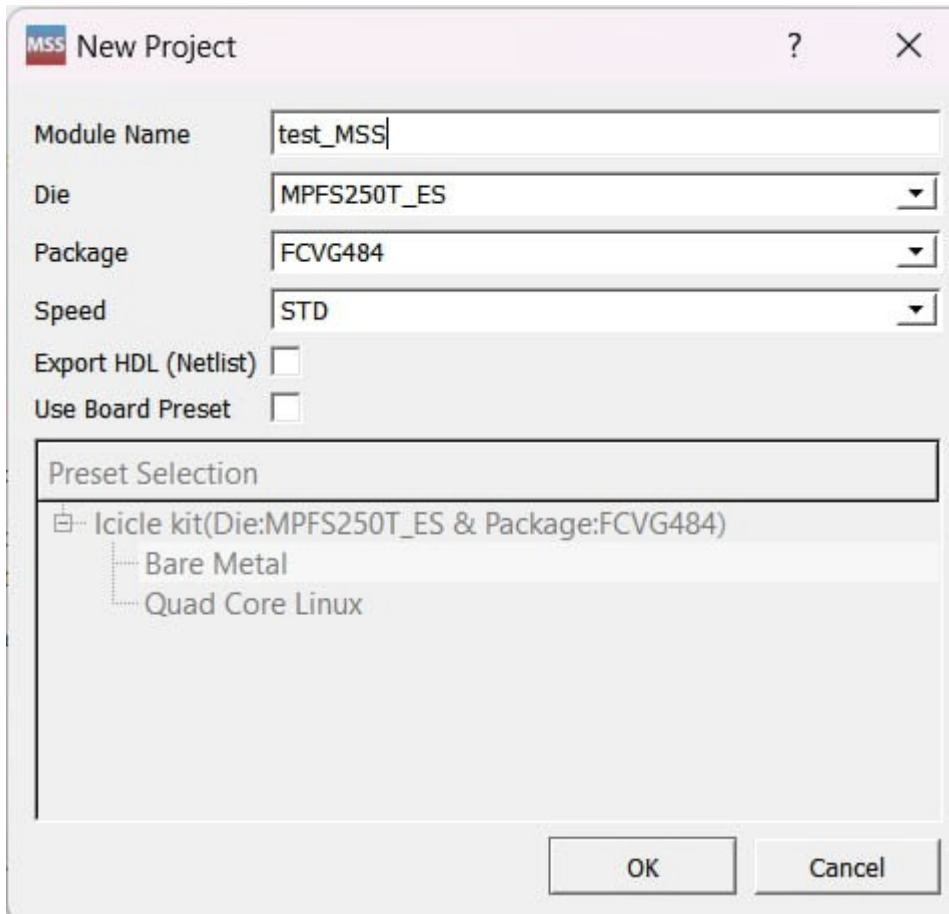 MSS New Project ? X
Module Name test_MSS
Die MPFS250T_ES
Package FCVG484
Speed STD
Export HDL (Netlist)
Use Board Preset
Preset Selection
Icicle kit(Die:MPFS250T_ES & Package:FCVG484)
Bare Metal
Quad Core Linux
OK Cancel